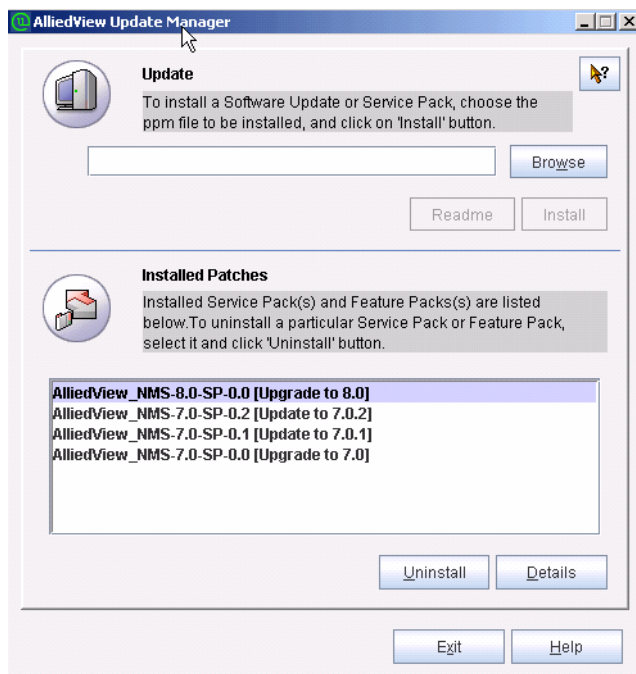 AlliedView Update Manager
Update
To install a Software Update or Service Pack, choose the
ppm file to be installed, and click on 'Install' button.
Browse
Readme
Install
Installed Patches
Installed Service Pack(s) and Feature Packs(s) are listed
below.To uninstall a particular Service Pack or Feature Pack,
select it and click 'Uninstall' button.
AlliedView_NMS-8.0-SP-0.0 [Upgrade to 8.0]
AlliedView_NMS-7.0-SP-0.2 [Update to 7.0.2]
AlliedView_NMS-7.0-SP-0.1 [Update to 7.0.1]
AlliedView_NMS-7.0-SP-0.0 [Upgrade to 7.0]
Uninstall
Details
Exit
Help